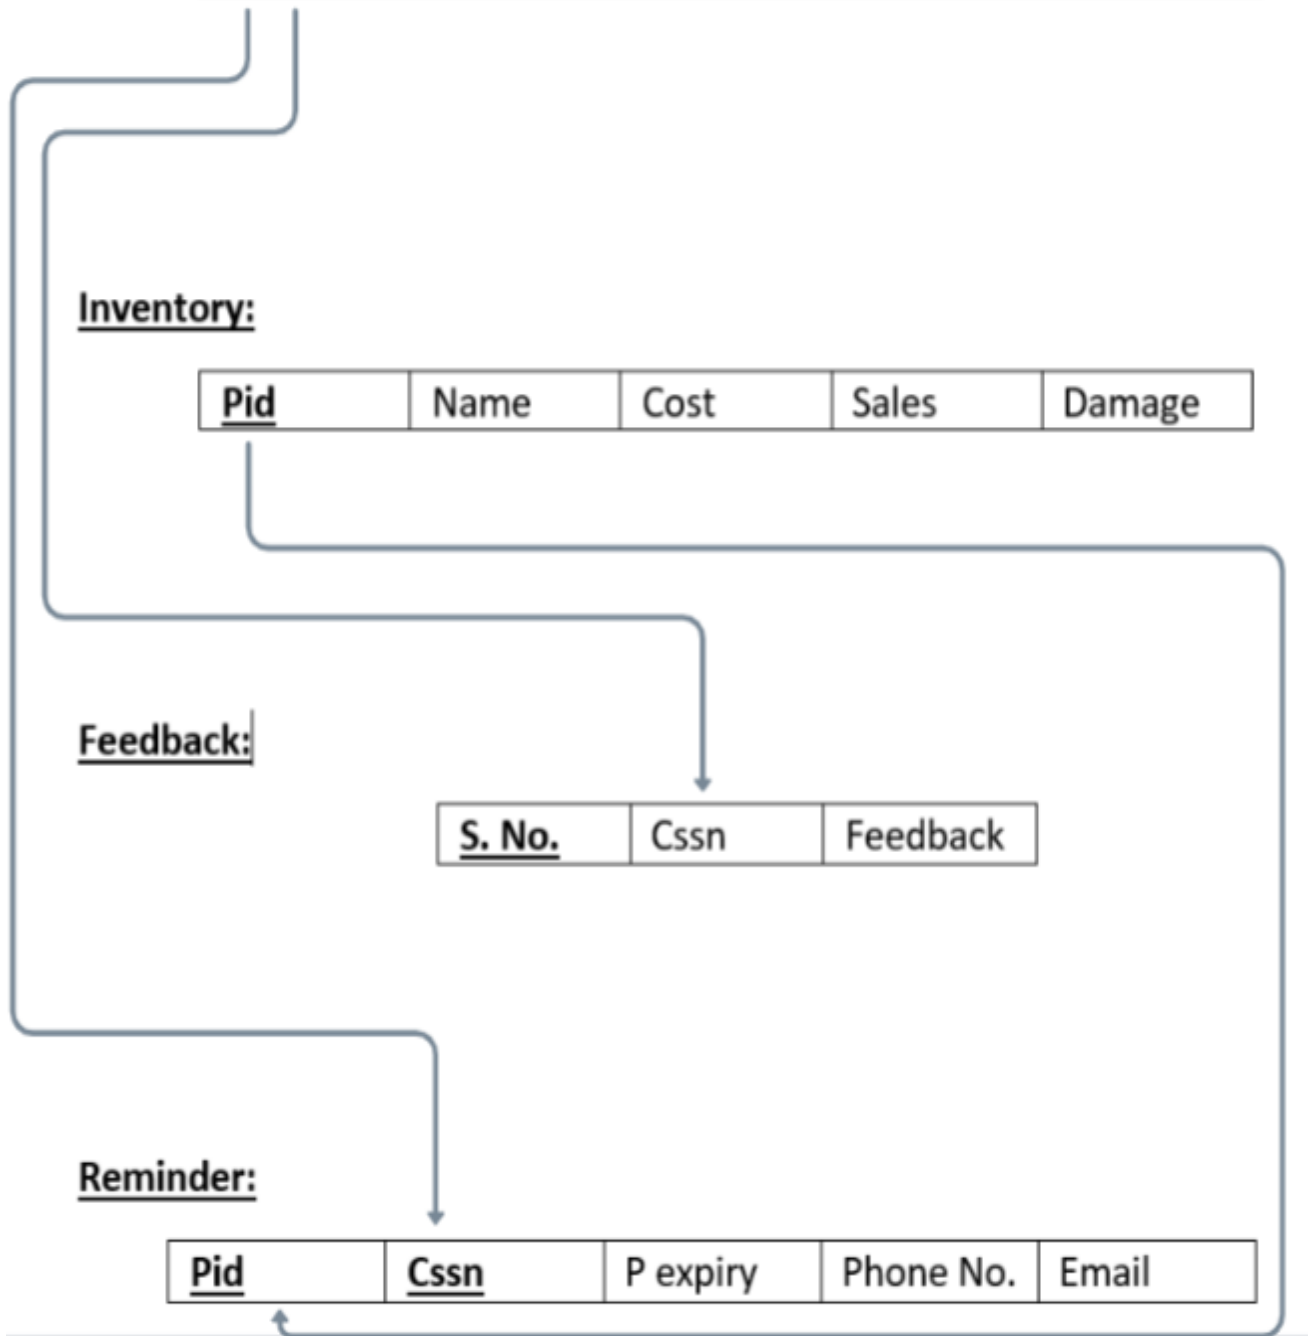 Inventory:
Pid Name Cost Sales Damage
Feedback:
S. No. Cssn Feedback
Reminder:
Pid Cssn P expiry Phone No. Email